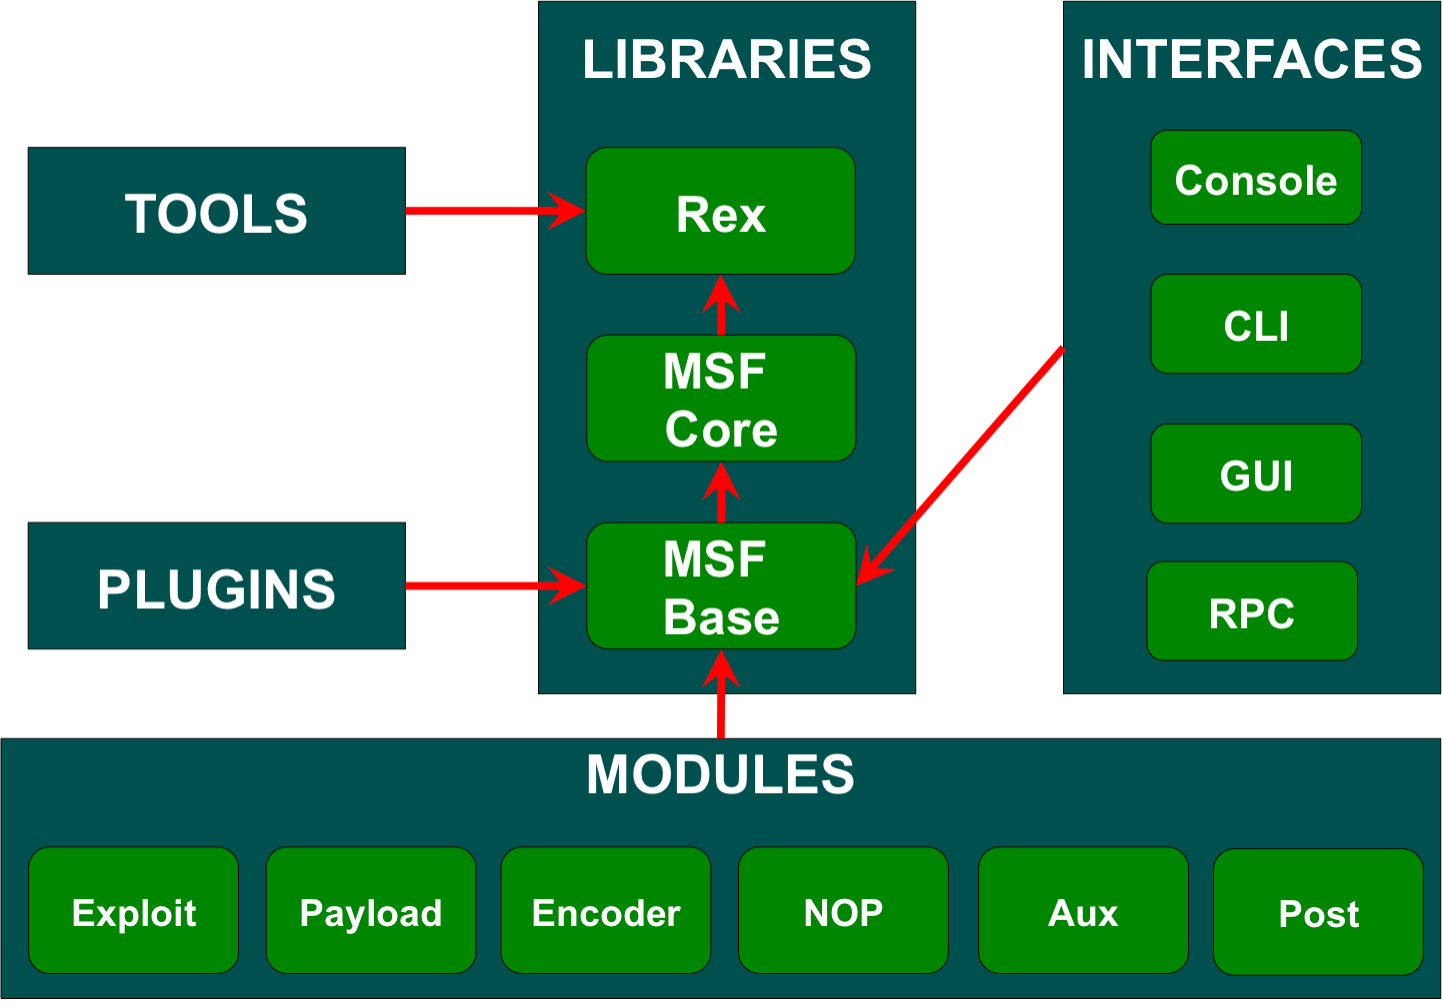 LIBRARIES
INTERFACES
TOOLS
Rex
Console
MSF
Core
CLI
PLUGINS
MSF
Base
GUI
RPC
MODULES
Exploit
Payload
Encoder
NOP
Aux
Post